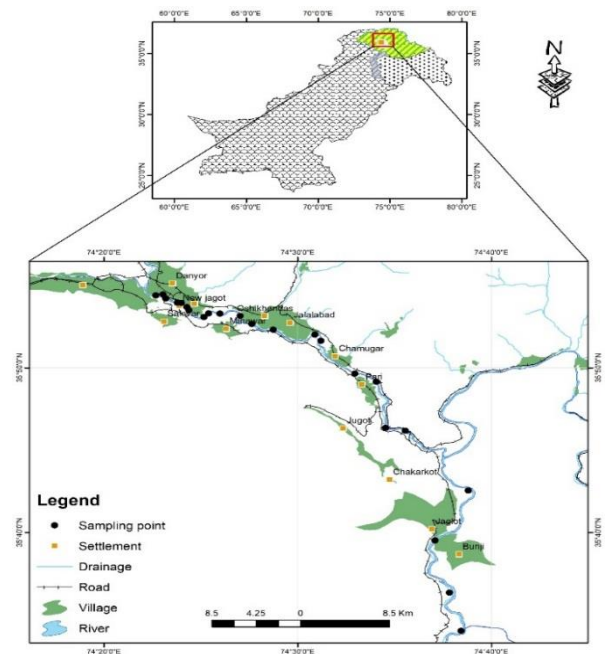 60°0'0"E 65°0'0"E 70°0'0"E 75°0'0"E 80°0'0"E
N
35°0'0"N
35°0'0"N
30°0'0"N
30°0'0"N
25°0'0"N
25°0'0"N
60°0'0"E 65°0'0"E 70°0'0"E 75°0'0"E 80°0'0"E
74°20'0"E 74°30'0"E 74°40'0"E
Danyor
New jagot
Oshikhandas
Jalalabad
Chamugar
35°50'0"N
35°50'0"N
Pari
Jugot
Chakarkot
Jaglot
Bunji
35°40'0"N
35°40'0"N
Legend
Sampling point
Settlement
Drainage
Road
Village
River
8.5 4.25 0 8.5 Km
74°20'0"E 74°30'0"E 74°40'0"E